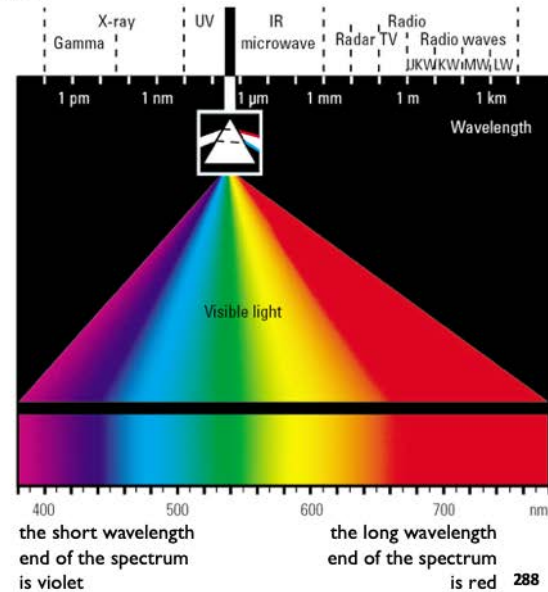 X-ray UV IR Radio
Gamma microwave Radar TV Radio waves
UKW KW MW LW
1 pm 1 nm 1 µm 1 mm 1 m 1 km
Wavelength
Visible light
400 500 600 700 nm
the short wavelength
end of the spectrum
is violet
the long wavelength
end of the spectrum
is red
288